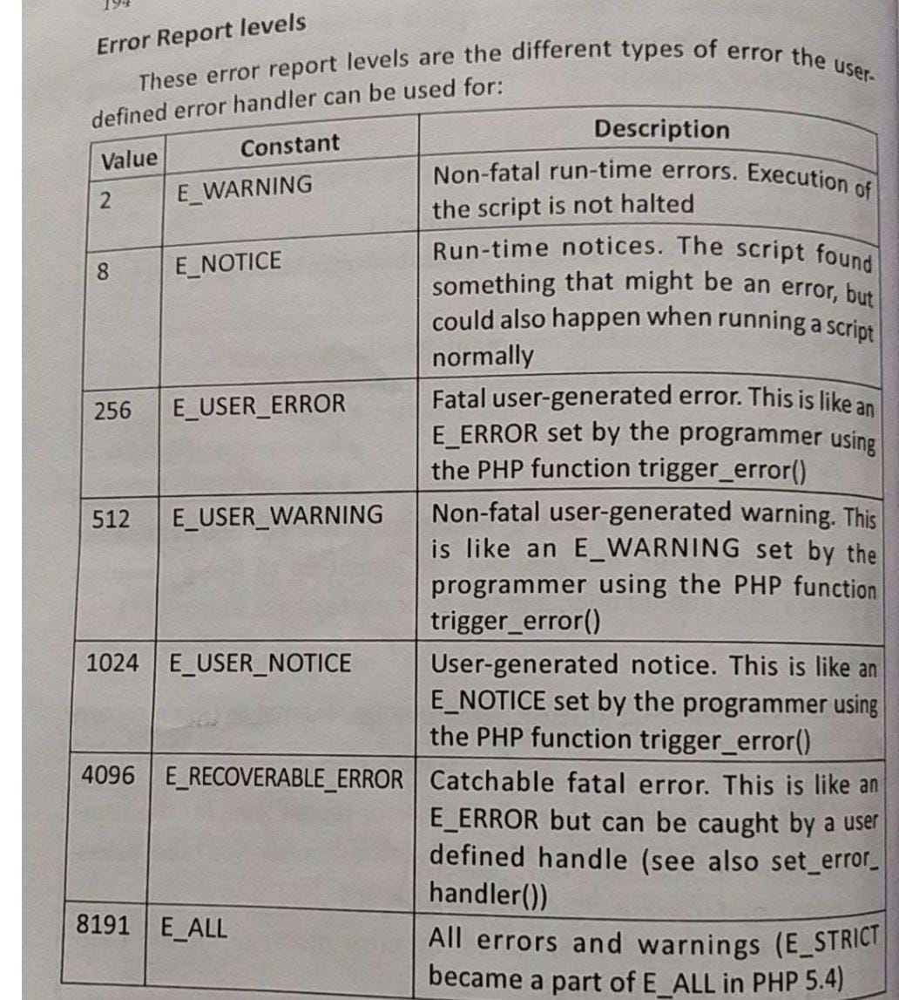 194
Error Report levels
These error report levels are the different types of error the user-
defined error handler can be used for:
Value Constant Description
2 E_WARNING Non-fatal run-time errors. Execution of
the script is not halted
8 E_NOTICE Run-time notices. The script found
something that might be an error, but
could also happen when running a script
normally
256 E_USER_ERROR Fatal user-generated error. This is like an
E_ERROR set by the programmer using
the PHP function trigger_error()
512 E_USER_WARNING Non-fatal user-generated warning. This
is like an E_WARNING set by the
programmer using the PHP function
trigger_error()
1024 E_USER_NOTICE User-generated notice. This is like an
E_NOTICE set by the programmer using
the PHP function trigger_error()
4096 E_RECOVERABLE_ERROR Catchable fatal error. This is like an
E_ERROR but can be caught by a user
defined handle (see also set_error_
handler())
8191 E_ALL All errors and warnings (E_STRICT
became a part of E_ALL in PHP 5.4)